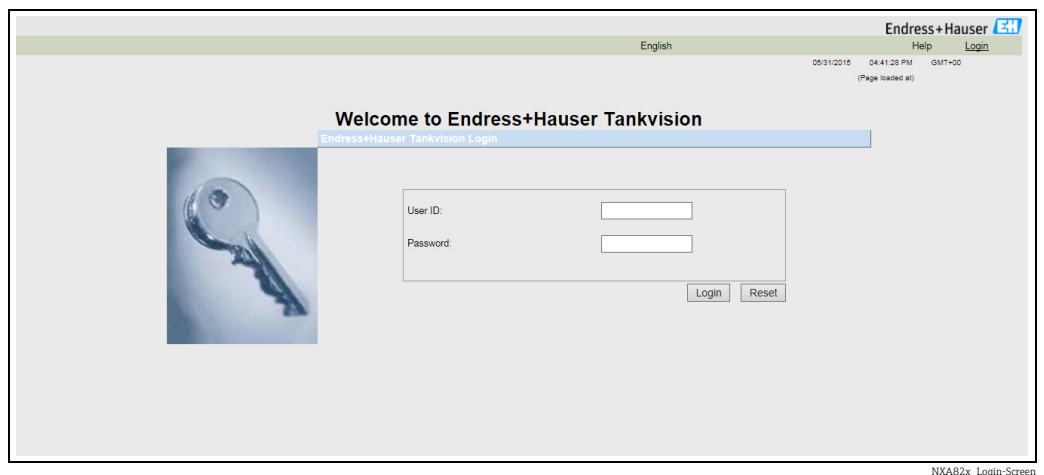 Endress+Hauser EH
English Help Login
05/31/2015 04:41:28 PM GMT+00
(Page loaded at)
Welcome to Endress+Hauser Tankvision
Endress+Hauser Tankvision Login
User ID:
Password:
Login Reset
NXA82x_Login-Screen